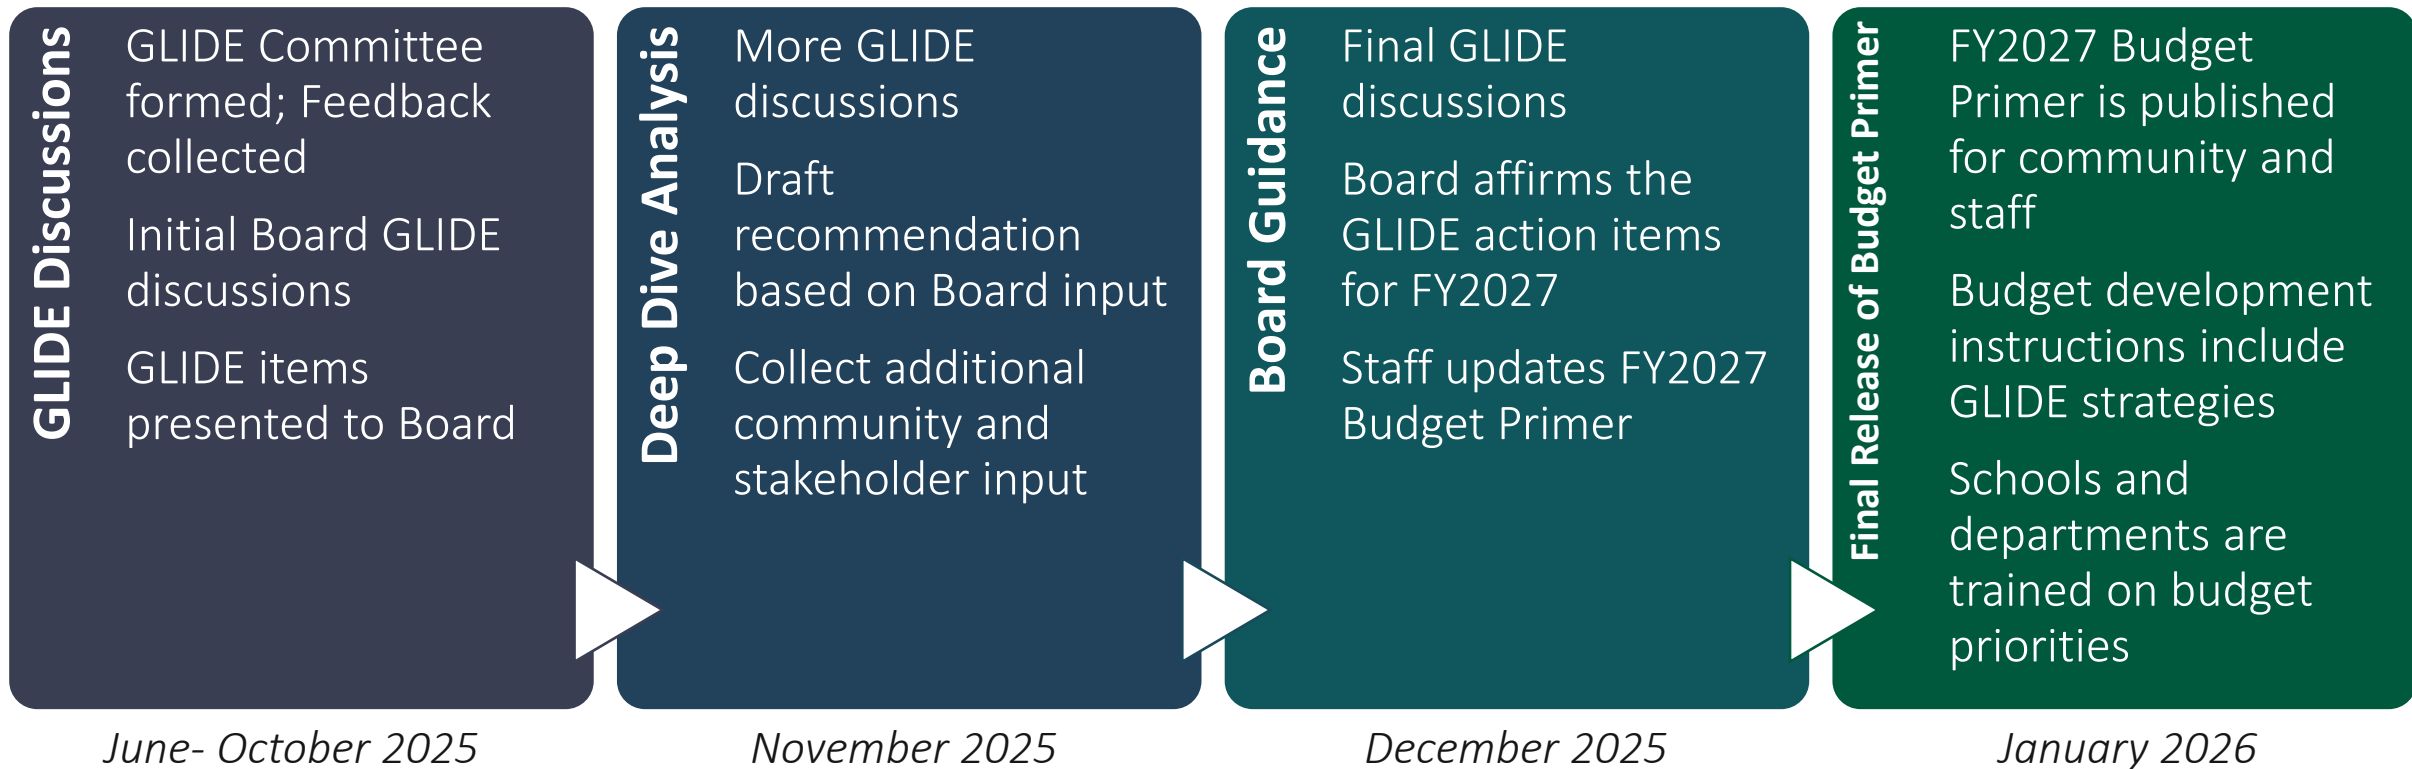 GLIDE Discussions
GLIDE Committee
formed; Feedback
collected
Initial Board GLIDE
discussions
GLIDE items
presented to Board
June- October 2025
Deep Dive Analysis
More GLIDE
discussions
Draft
recommendation
based on Board input
Collect additional
community and
stakeholder input
November 2025
Board Guidance
Final GLIDE
discussions
Board affirms the
GLIDE action items
for FY2027
Staff updates FY2027
Budget Primer
December 2025
Final Release of Budget Primer
FY2027 Budget
Primer is published
for community and
staff
Budget development
instructions include
GLIDE strategies
Schools and
departments are
trained on budget
priorities
January 2026